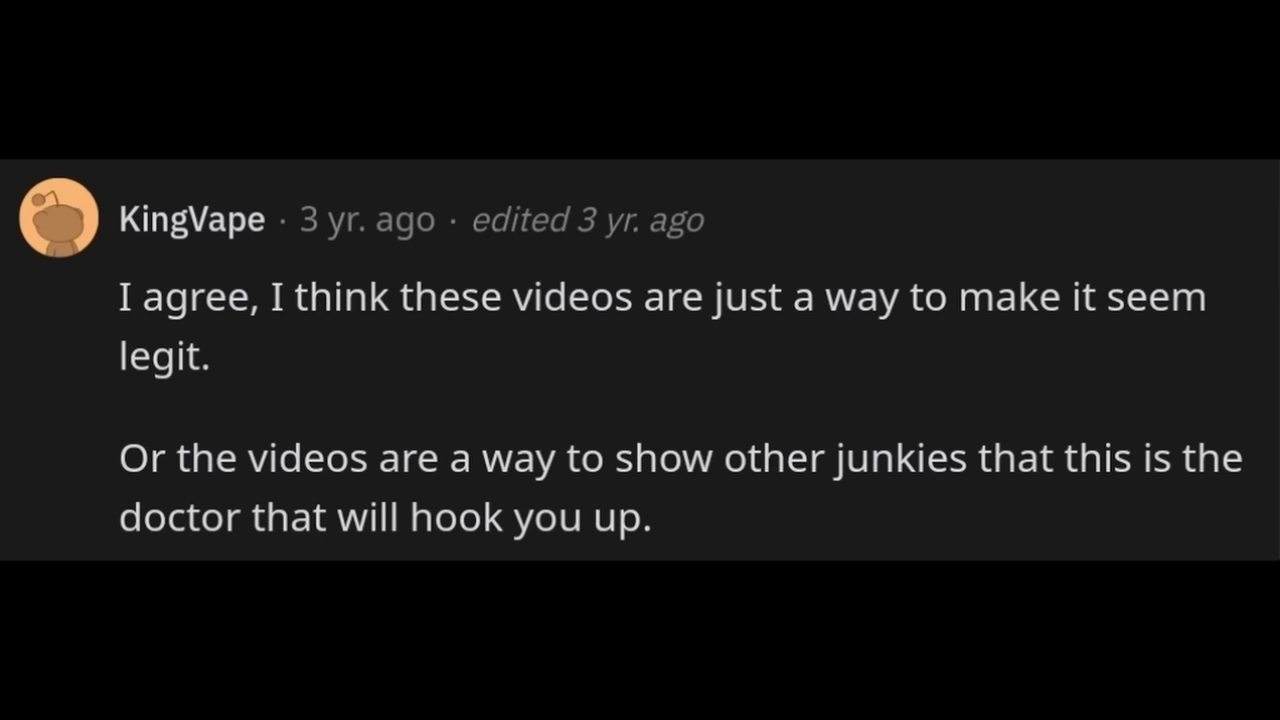 KingVape · 3 yr. ago · edited 3 yr. ago
I agree, I think these videos are just a way to make it seem
legit.
Or the videos are a way to show other junkies that this is the
doctor that will hook you up.